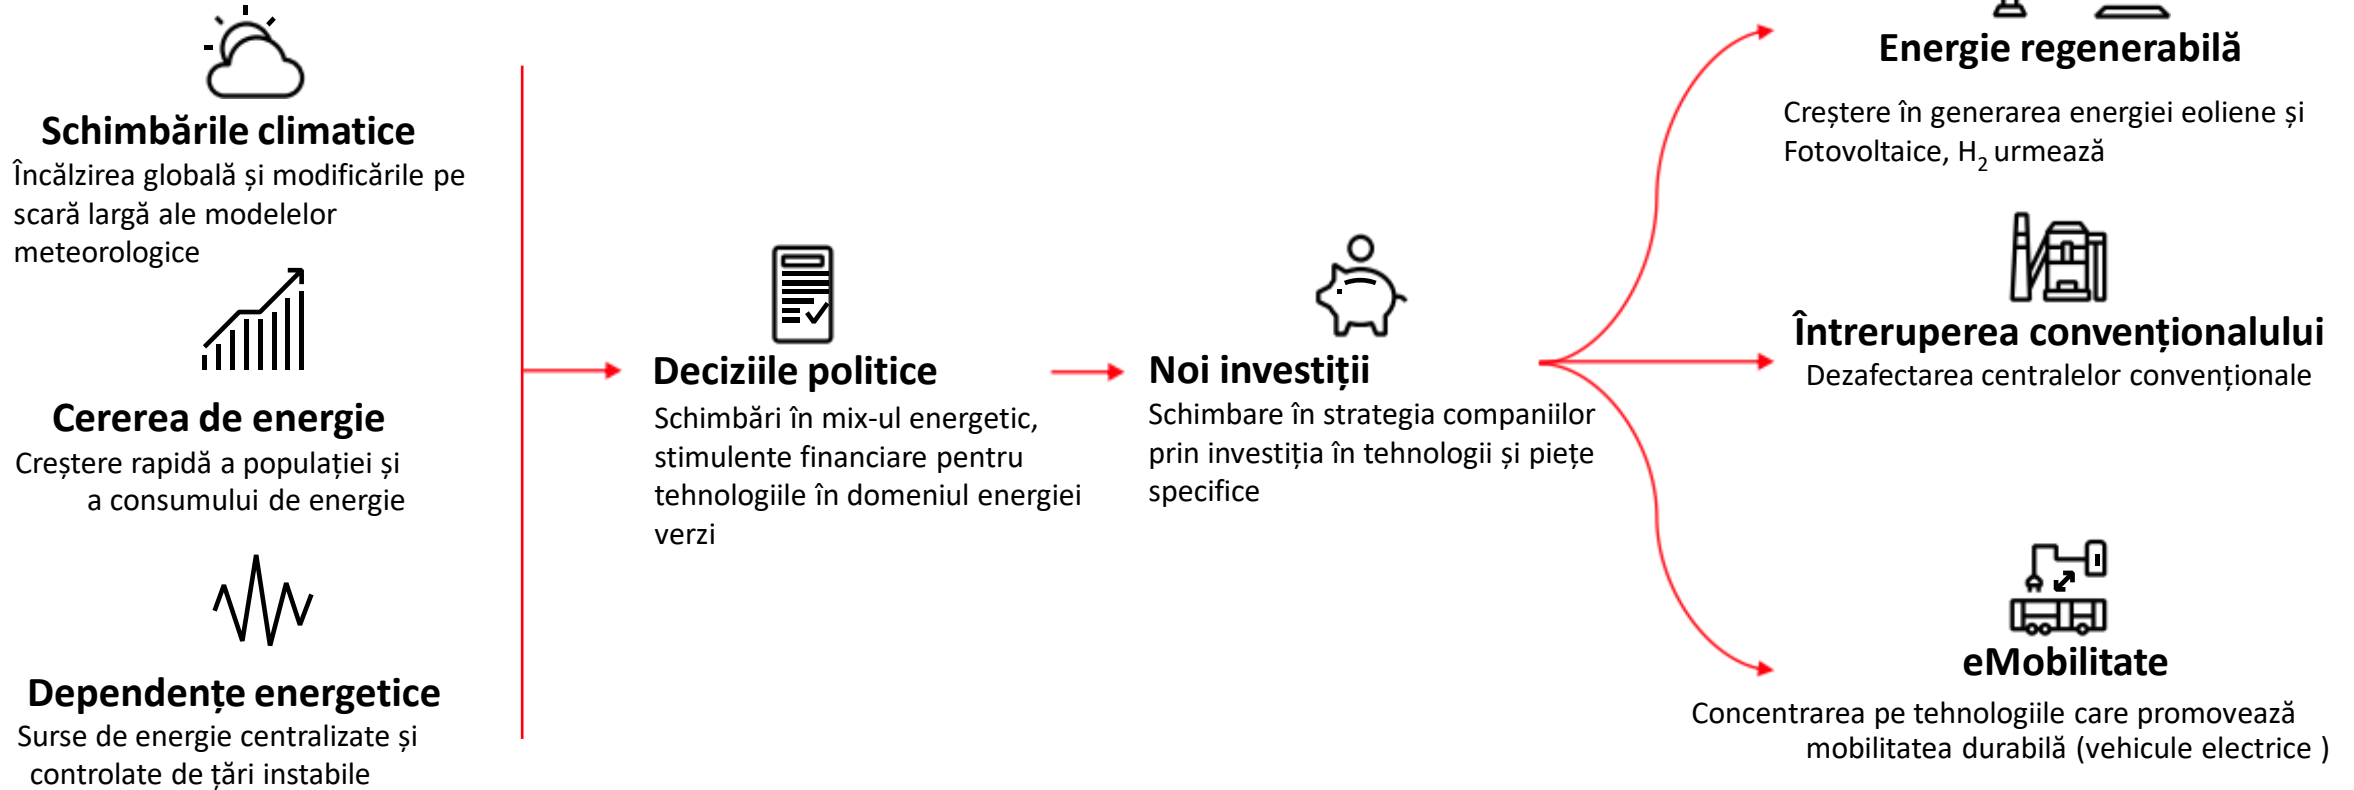 Schimbările climatice
Încălzirea globală și modificările pe
scară largă ale modelelor
meteorologice
Cererea de energie
Creștere rapidă a populației și
a consumului de energie
Dependențe energetice
Surse de energie centralizate și
controlate de țări instabile
Deciziile politice
Schimbări în mix-ul energetic,
stimulente financiare pentru
tehnologiile în domeniul energiei
verzi
Noi investiții
Schimbare în strategia companiilor
prin investiția în tehnologii și piețe
specifice
Energie regenerabilă
Creștere în generarea energiei eoliene și
Fotovoltaice, H₂ urmează
Întreruperea convenționalului
Dezafectarea centralelor convenționale
eMobilitate
Concentrarea pe tehnologiile care promovează
mobilitatea durabilă (vehicule electrice )